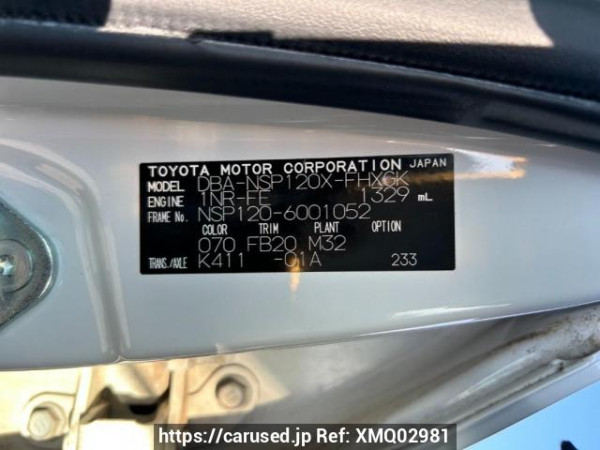 TOYOTA MOTOR CORPORATION JAPAN
MODEL DBA-NSP120X-FHXGK
ENGINE 1NR-FE 1329 mL
FRAME No. NSP120-6001052
COLOR TRIM PLANT OPTION
070 FB20 M32
TRANS./AXLE K411 -01A 233
https://carused.jp Ref: XMQ02981